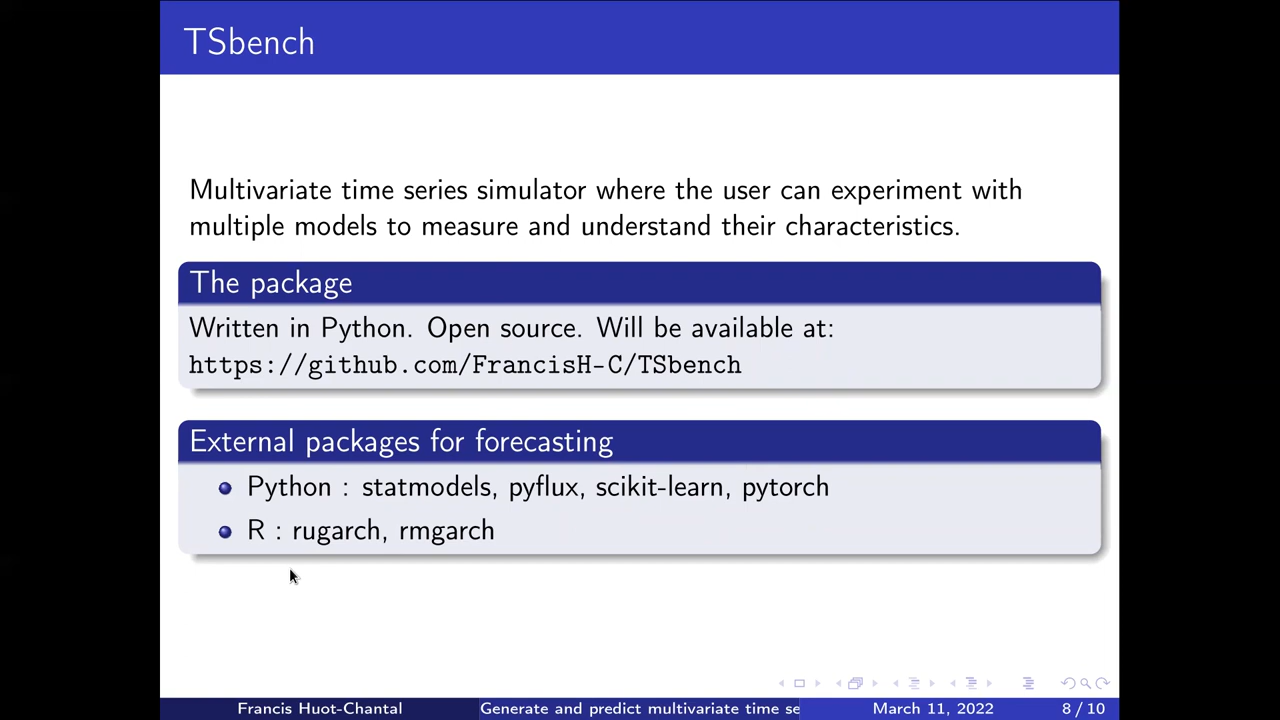 TSbench
Multivariate time series simulator where the user can experiment with
multiple models to measure and understand their characteristics.
The package
Written in Python. Open source. Will be available at:
https://github.com/FrancisH-C/TSbench
External packages for forecasting
Python : statmodels, pyflux, scikit-learn, pytorch
R : rugarch, rmgarch
Francis Huot-Chantal
Generate and predict multivariate time se
March 11, 2022
8 / 10